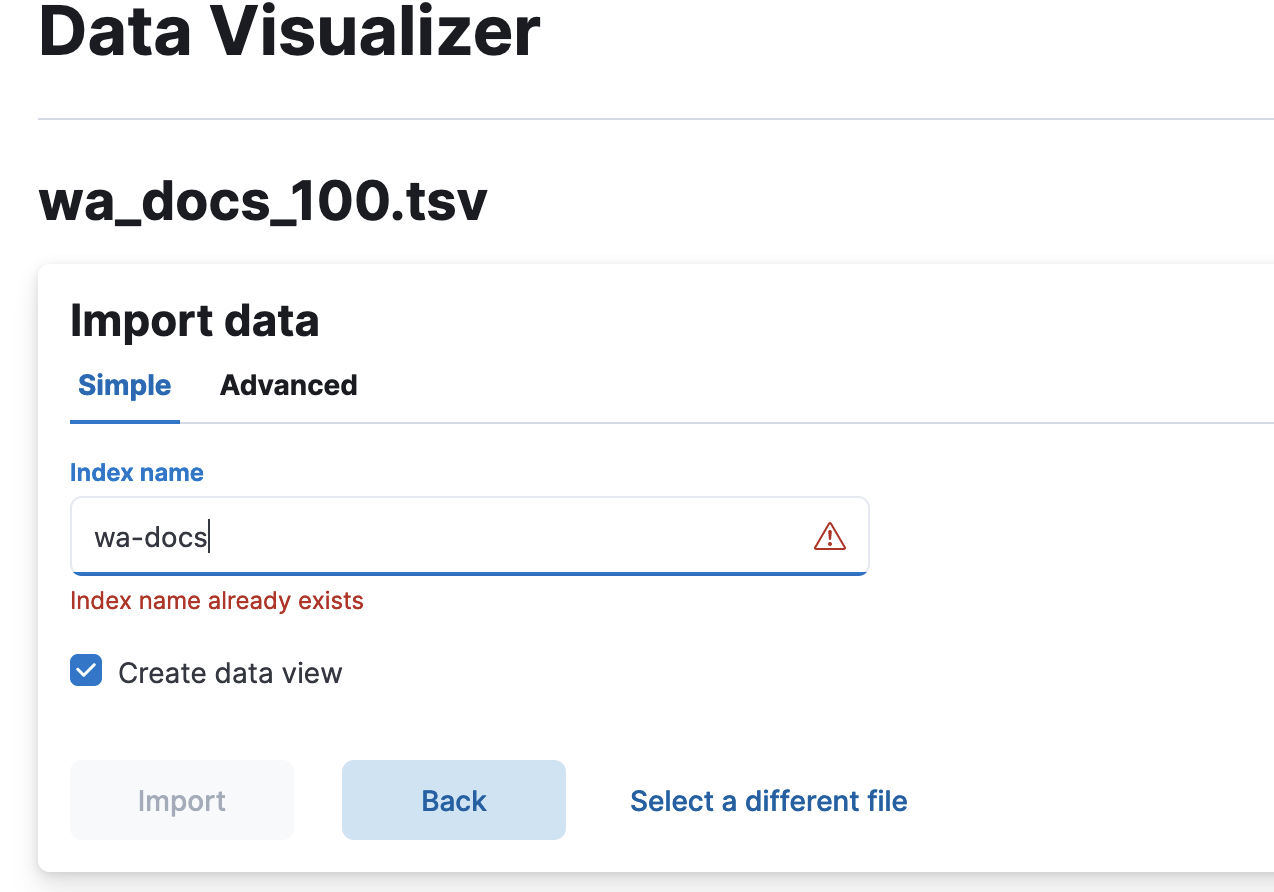 Data Visualizer
wa_docs_100.tsv
Import data
Simple Advanced
Index name
wa-docs
Index name already exists
Create data view
Import Back Select a different file